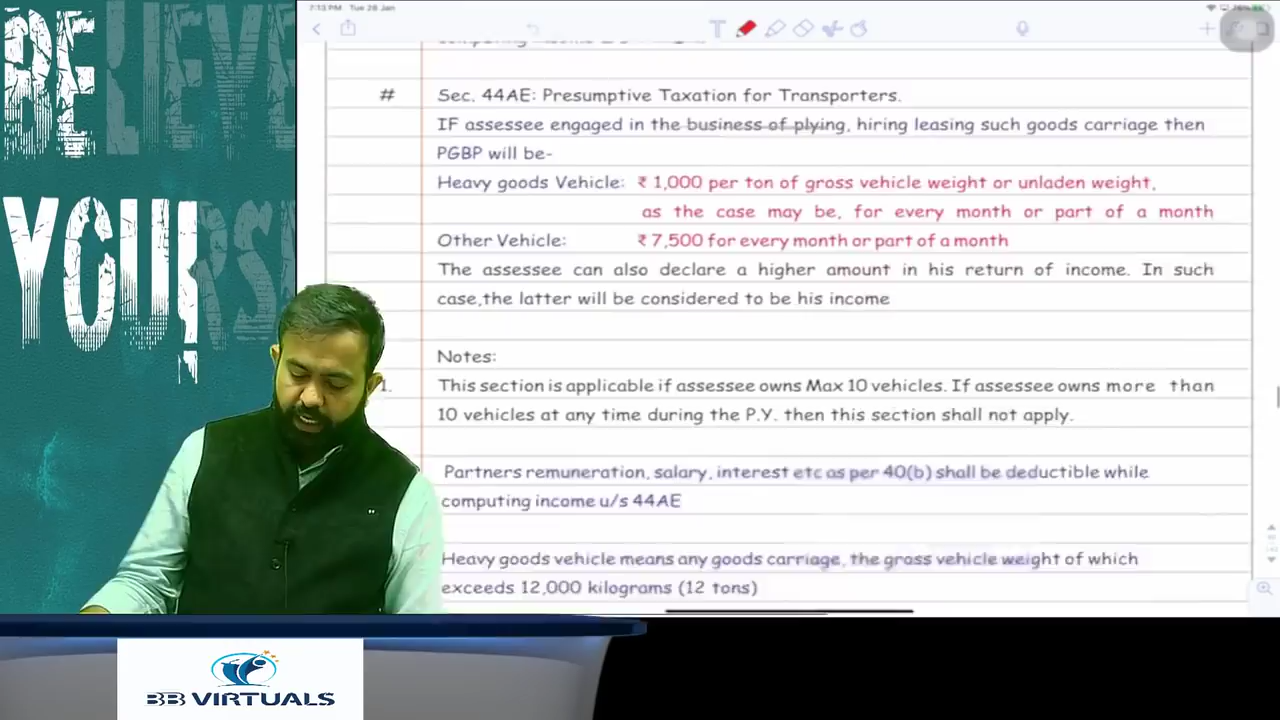 7:13 PM Tue 28 Jan
BELIEVE
YOURS
BE
YOU!
T
# Sec. 44AE: Presumptive Taxation for Transporters.
IF assessee engaged in the business of plying, hiring leasing such goods carriage then
PGBP will be-
Heavy goods Vehicle: ₹ 1,000 per ton of gross vehicle weight or unladen weight,
as the case may be, for every month or part of a month
Other Vehicle: ₹ 7,500 for every month or part of a month
The assessee can also declare a higher amount in his return of income. In such
case,the latter will be considered to be his income
Notes:
1. This section is applicable if assessee owns Max 10 vehicles. If assessee owns more than
10 vehicles at any time during the P.Y. then this section shall not apply.
Partners remuneration, salary, interest etc as per 40(b) shall be deductible while
computing income u/s 44AE
Heavy goods vehicle means any goods carriage, the gross vehicle weight of which
exceeds 12,000 kilograms (12 tons)
BB VIRTUALS